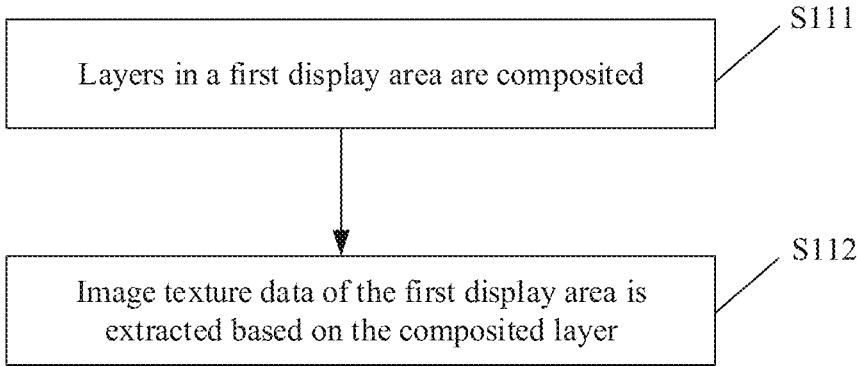 S111
Layers in a first display area are composited
S112
Image texture data of the first display area is
extracted based on the composited layer